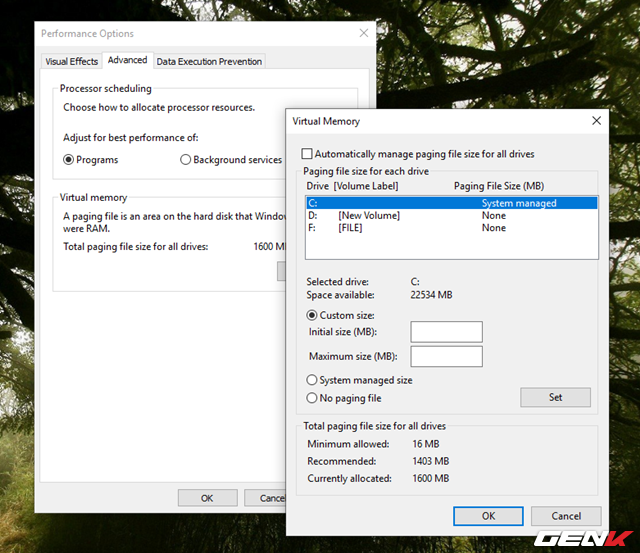 Performance Options
Visual Effects Advanced Data Execution Prevention
Processor scheduling
Choose how to allocate processor resources.
Adjust for best performance of:
Programs Background services
Virtual memory
A paging file is an area on the hard disk that Window
were RAM.
Total paging file size for all drives: 1600 M
OK Cancel
Virtual Memory
Automatically manage paging file size for all drives
Paging file size for each drive
Drive [Volume Label] Paging File Size (MB)
C: System managed
D: [New Volume] None
F: [FILE] None
Selected drive: C:
Space available: 22534 MB
Custom size:
Initial size (MB):
Maximum size (MB):
System managed size
No paging file Set
Total paging file size for all drives
Minimum allowed: 16 MB
Recommended: 1403 MB
Currently allocated: 1600 MB
OK Cancel
GENK